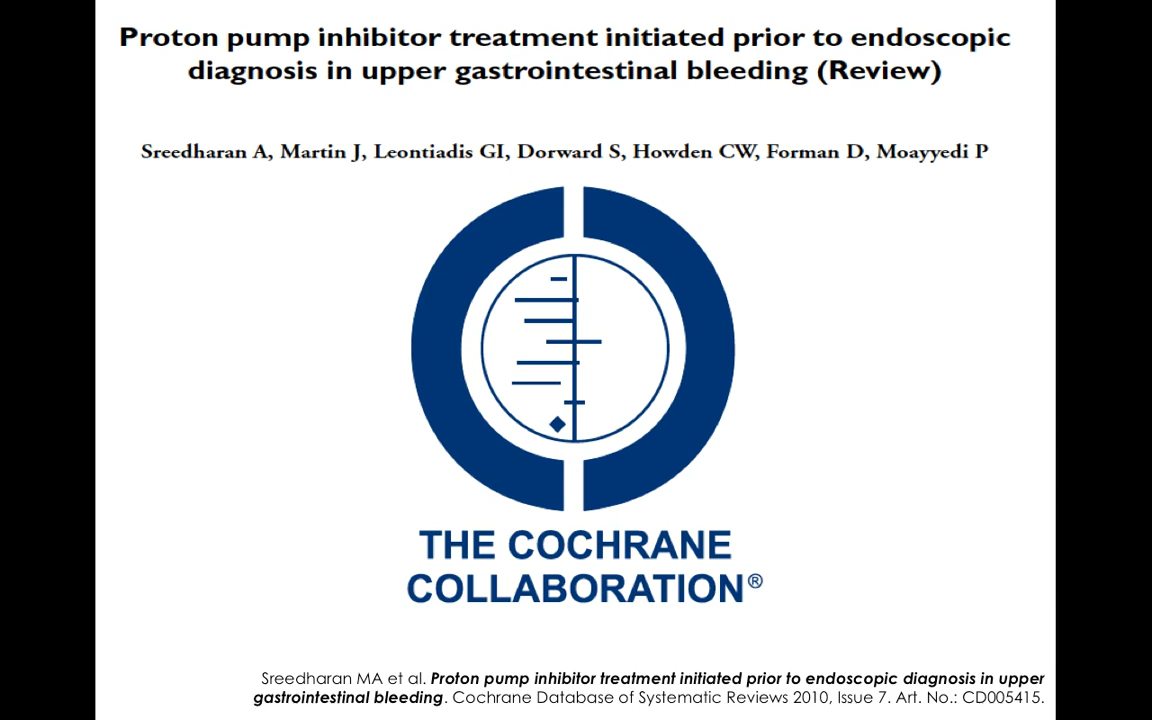 Proton pump inhibitor treatment initiated prior to endoscopic
diagnosis in upper gastrointestinal bleeding (Review)
Sreedharan A, Martin J, Leontiadis GI, Dorward S, Howden CW, Forman D, Moayyedi P
THE COCHRANE
COLLABORATION®
Sreedharan MA et al. Proton pump inhibitor treatment initiated prior to endoscopic diagnosis in upper
gastrointestinal bleeding. Cochrane Database of Systematic Reviews 2010, Issue 7. Art. No.: CD005415.